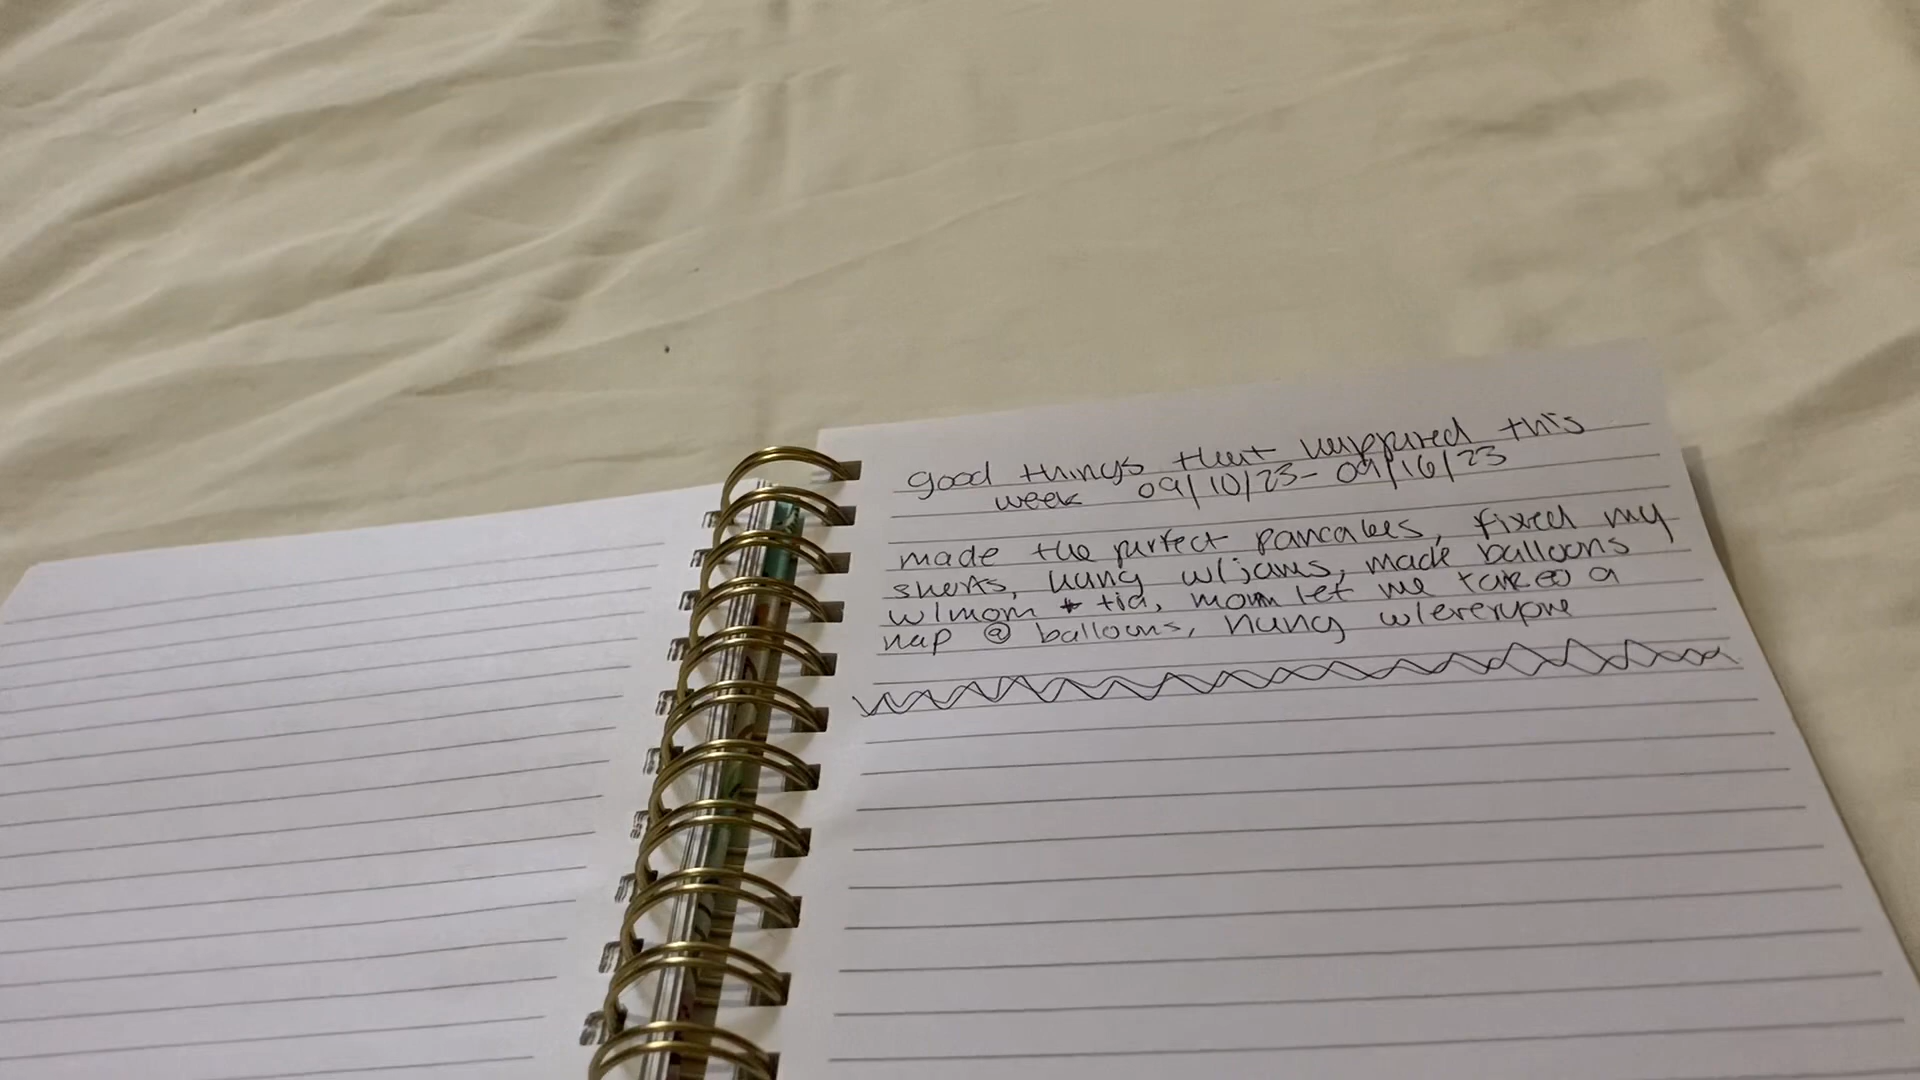 good things that happened this
week 09/10/23 - 09/16/23
made the perfect pancakes, fixed my
shorts, hung w/ , made balloons
w/mom + tia, mom let me take a
nap @ balloons, hung w/everyone